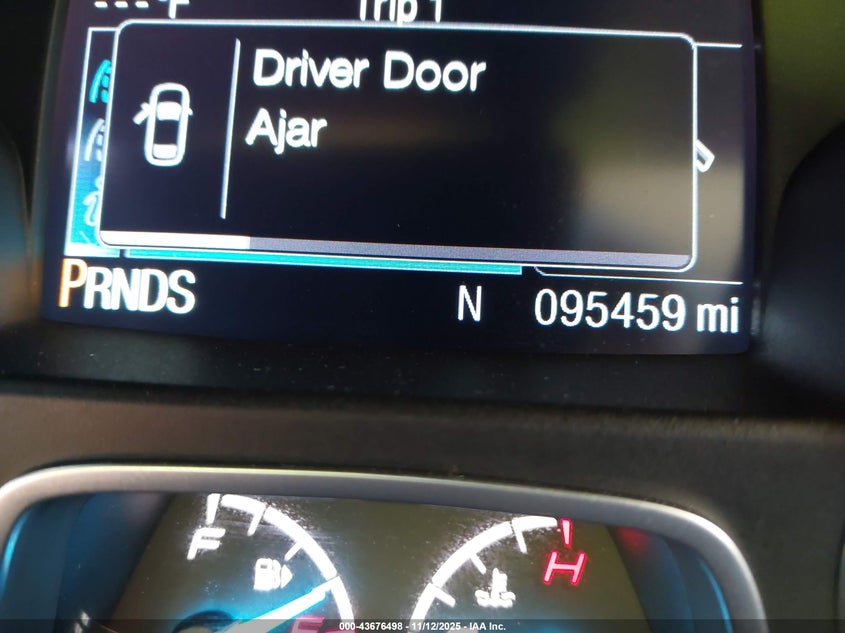 ---°F
Trip 1
Driver Door
Ajar
PRNDS
N
095459 mi
F
H
000-43676498 - 11/12/2025 - IAA Inc.